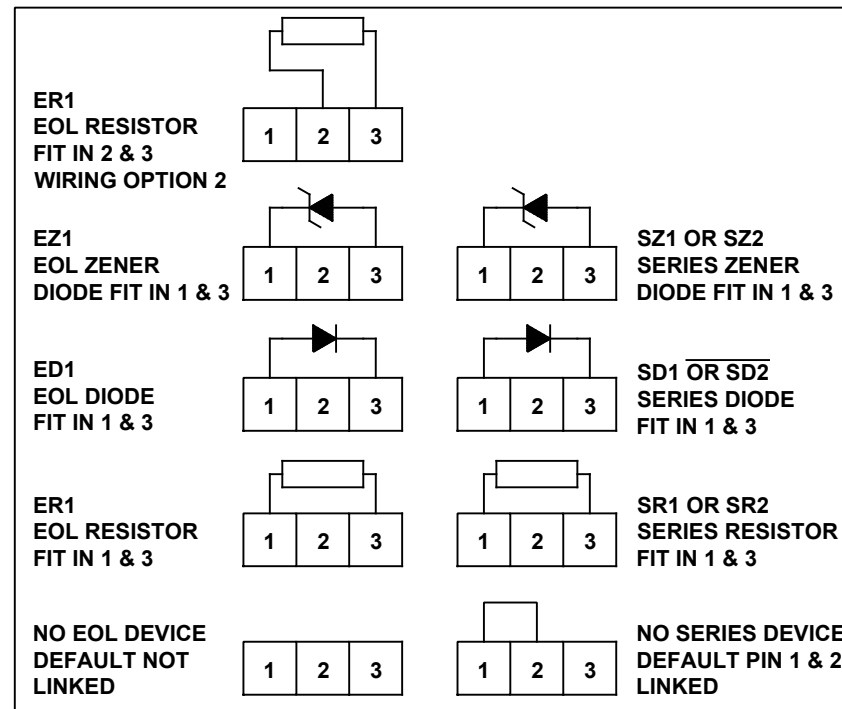 ER1
EOL RESISTOR
FIT IN 2 & 3
WIRING OPTION 2
1 2 3
EZ1
EOL ZENER
DIODE FIT IN 1 & 3
1 2 3
1 2 3
SZ1 OR SZ2
SERIES ZENER
DIODE FIT IN 1 & 3
ED1
EOL DIODE
FIT IN 1 & 3
1 2 3
1 2 3
SD1 OR SD2
SERIES DIODE
FIT IN 1 & 3
ER1
EOL RESISTOR
FIT IN 1 & 3
1 2 3
1 2 3
SR1 OR SR2
SERIES RESISTOR
FIT IN 1 & 3
NO EOL DEVICE
DEFAULT NOT
LINKED
1 2 3
1 2 3
NO SERIES DEVICE
DEFAULT PIN 1 & 2
LINKED